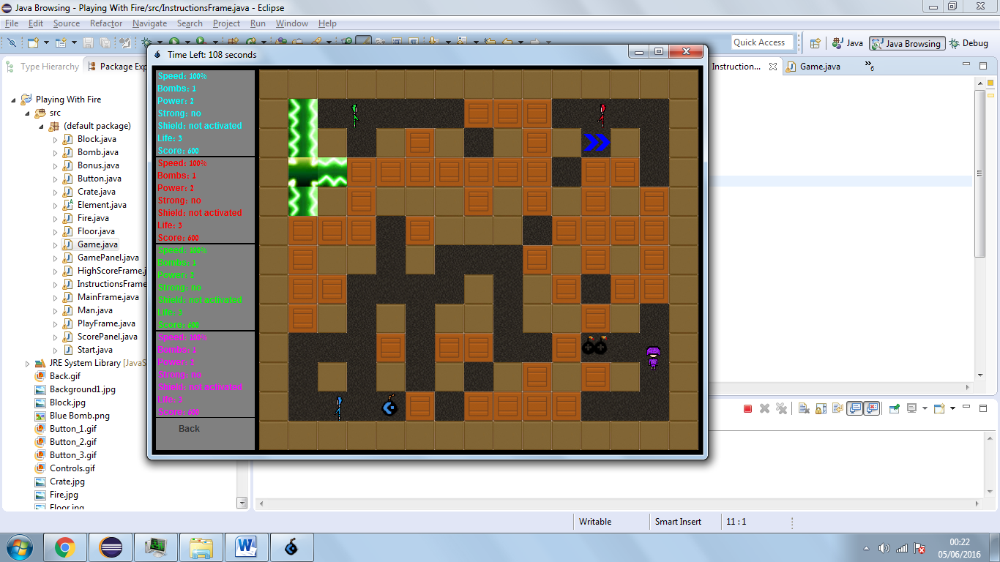 Java Browsing - Playing With Fire/src/InstructionsFrame.java - Eclipse
File Edit Source Refactor Navigate Search Project Run Window Help
Quick Access
Java
Java Browsing
Debug
Type Hierarchy
Package Exp
Instruction...
Game.java
6
Playing With Fire
src
(default package)
Block.java
Bomb.java
Bonus.java
Button.java
Crate.java
Element.java
Fire.java
Floor.java
Game.java
GamePanel.java
HighScoreFrame.j
InstructionsFrame
MainFrame.java
Man.java
PlayFrame.java
ScorePanel.java
Start.java
JRE System Library [JavaS
Back.gif
Background1.jpg
Block.jpg
Blue Bomb.png
Button_1.gif
Button_2.gif
Button_3.gif
Controls.gif
Crate.jpg
Fire.jpg
Floor.jpg
Time Left: 108 seconds
Speed: 100%
Bombs: 1
Power: 2
Strong: no
Shield: not activated
Life: 3
Score: 600
Speed: 100%
Bombs: 1
Power: 2
Strong: no
Shield: not activated
Life: 3
Score: 600
Speed: 100%
Bombs: 1
Power: 2
Strong: no
Shield: not activated
Life: 3
Score: 600
Speed: 100%
Bombs: 1
Power: 2
Strong: no
Shield: not activated
Life: 3
Score: 600
Back
Writable
Smart Insert
11 : 1
00:22
05/06/2016